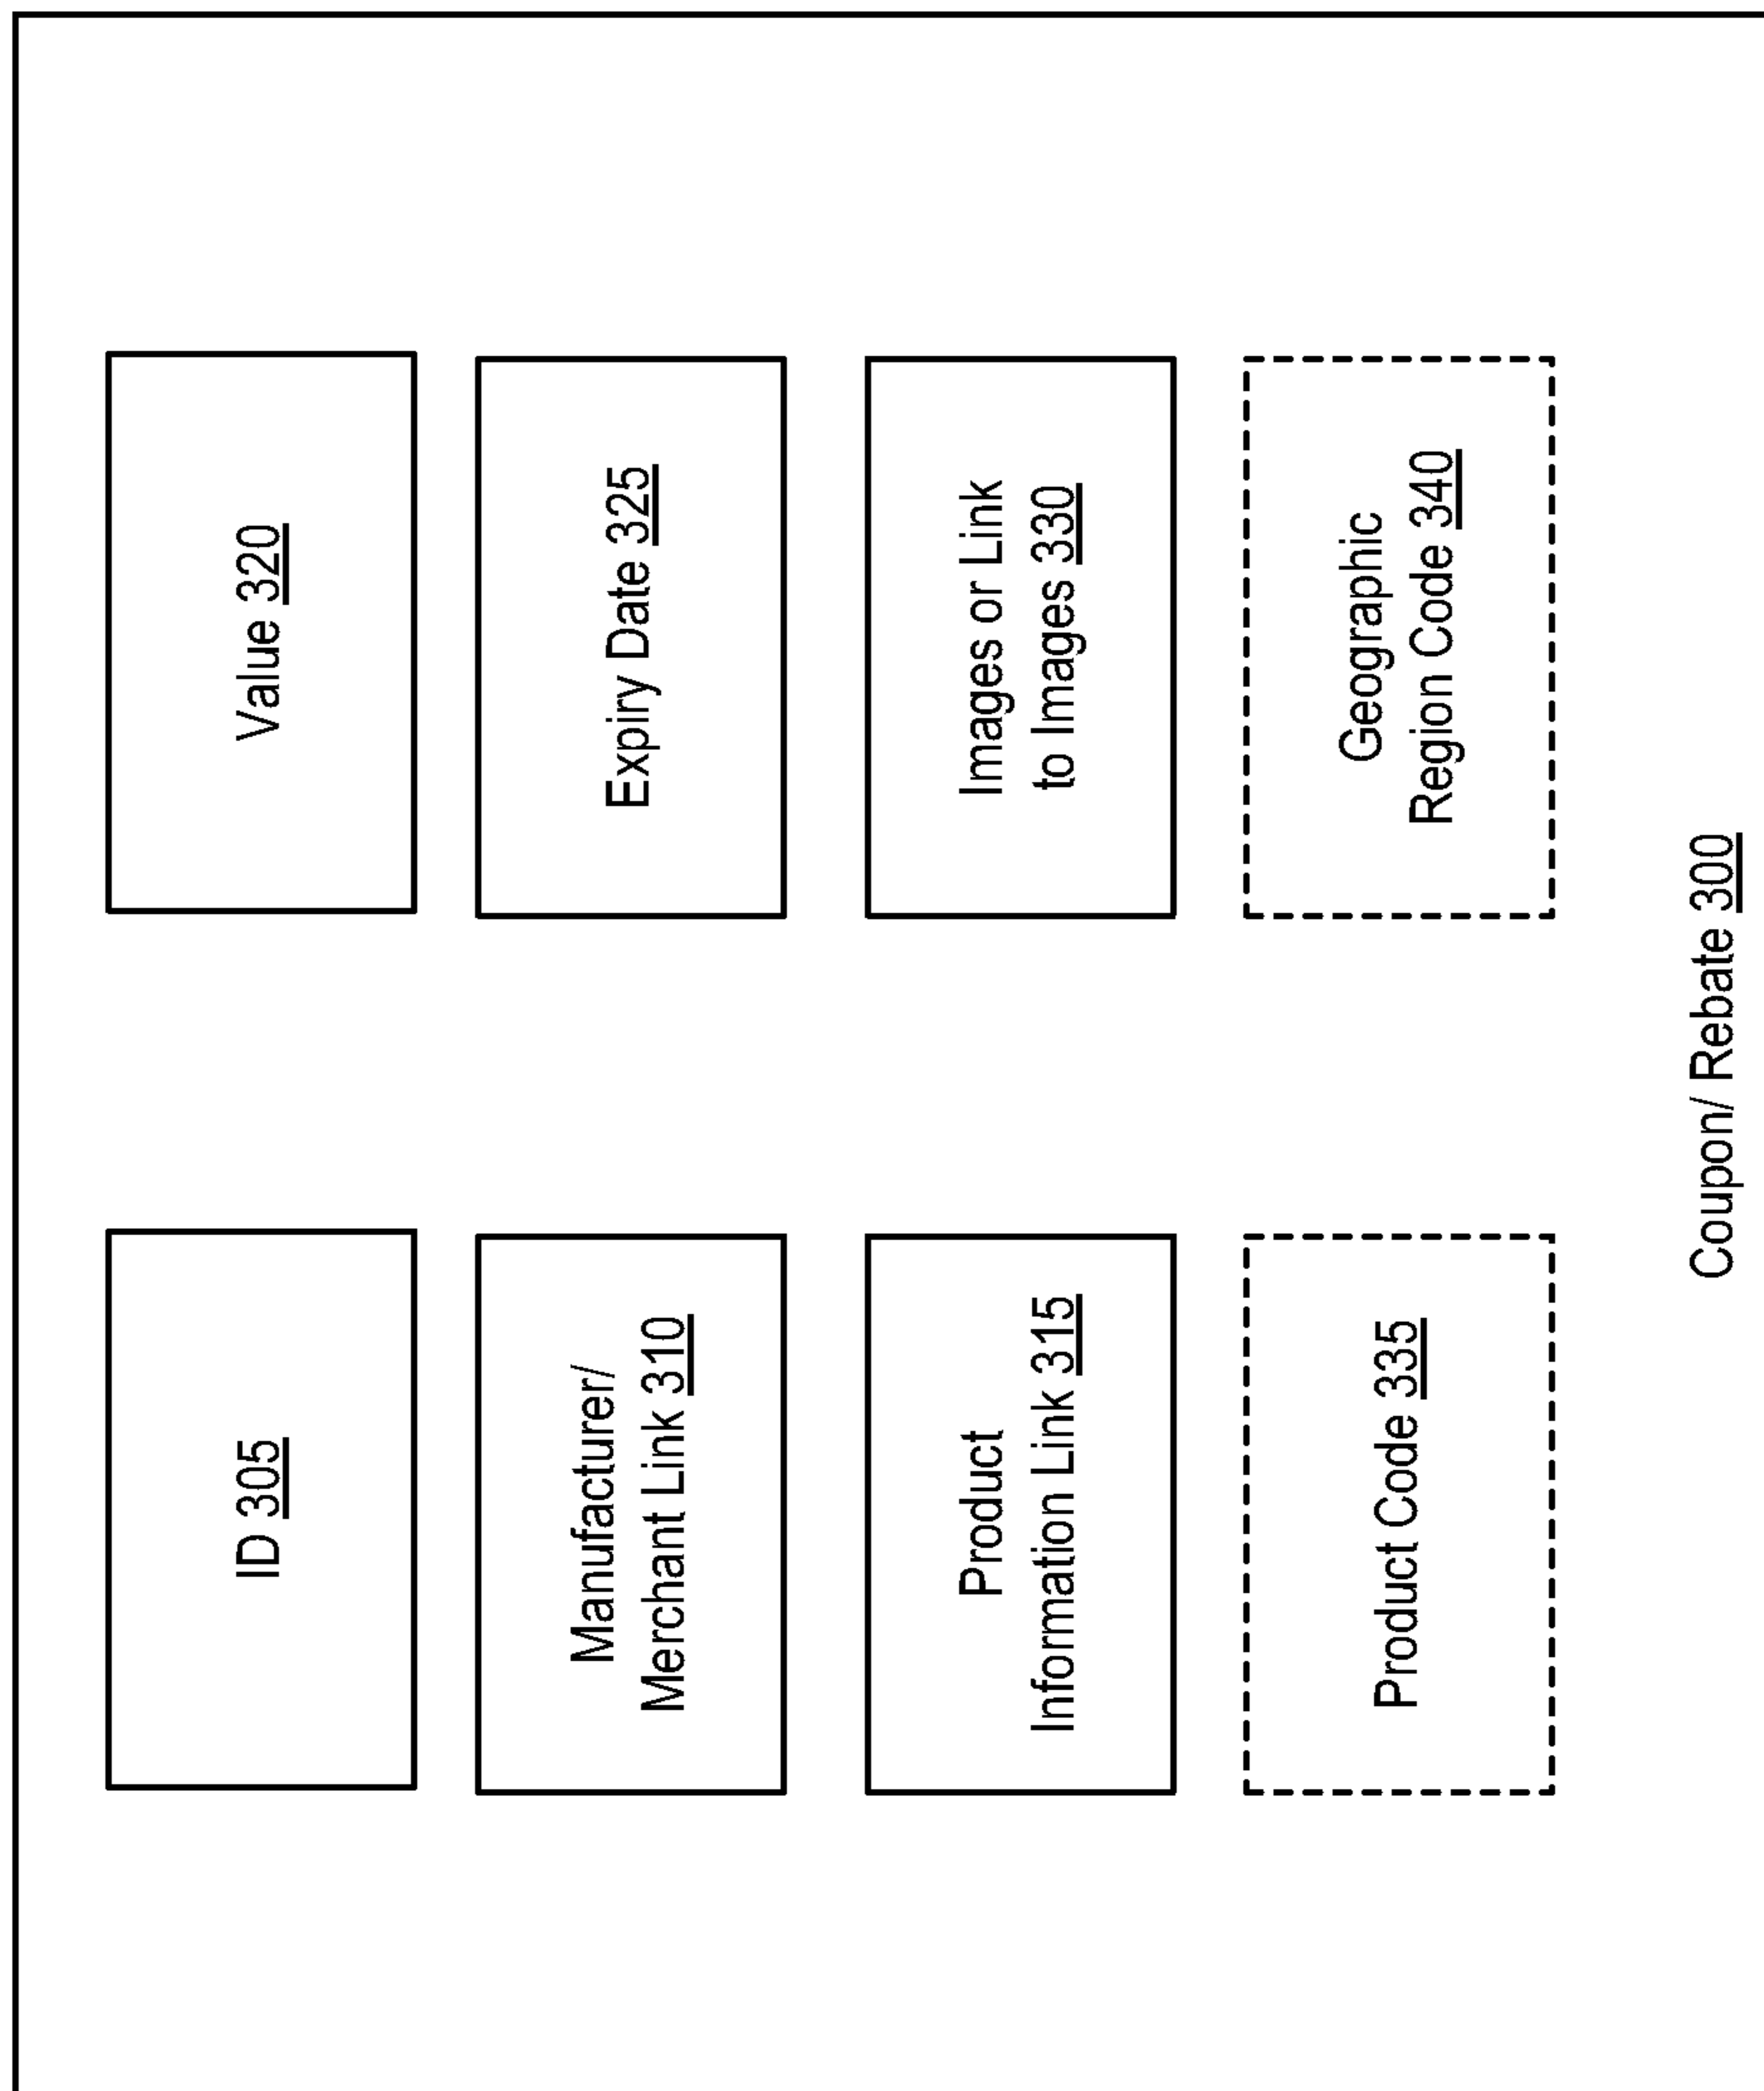 ID 305
Manufacturer/
Merchant Link 310
Product
Information Link 315
Product Code 335
Value 320
Expiry Date 325
Images or Link
to Images 330
Geographic
Region Code 340
Coupon/ Rebate 300